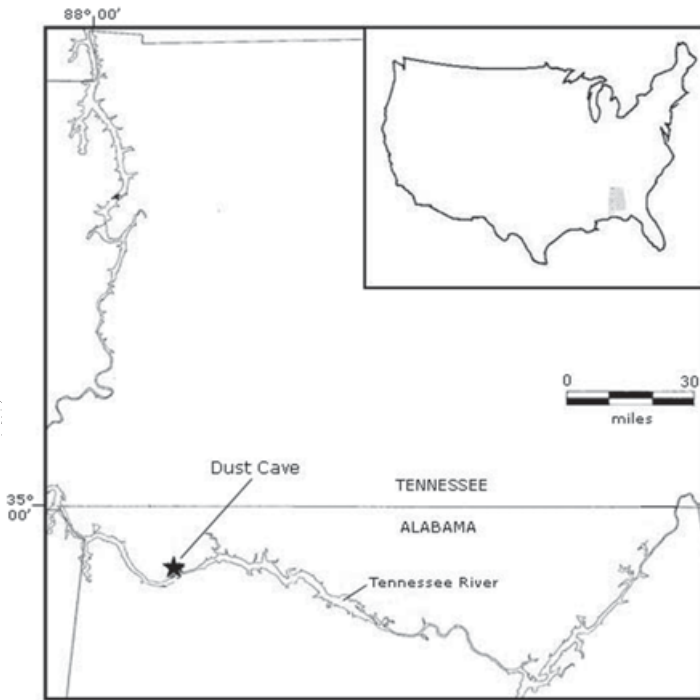 88° 00′
0 30
miles
Dust Cave
TENNESSEE
35°
00′
ALABAMA
Tennessee River